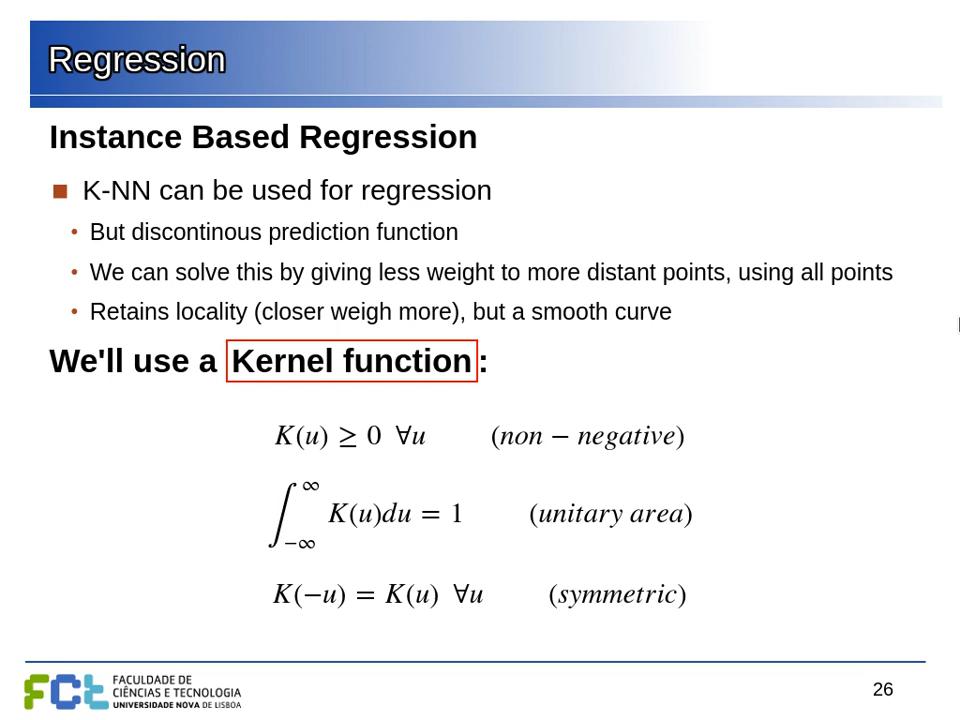 Regression
Instance Based Regression
K-NN can be used for regression
• But discontinous prediction function
• We can solve this by giving less weight to more distant points, using all points
• Retains locality (closer weigh more), but a smooth curve
We'll use a Kernel function:
K(u) ≥ 0 ∀u (non − negative)
∫_{−∞}^{∞} K(u)du = 1 (unitary area)
K(−u) = K(u) ∀u (symmetric)
FCt
FACULDADE DE
CIÊNCIAS E TECNOLOGIA
UNIVERSIDADE NOVA DE LISBOA
26